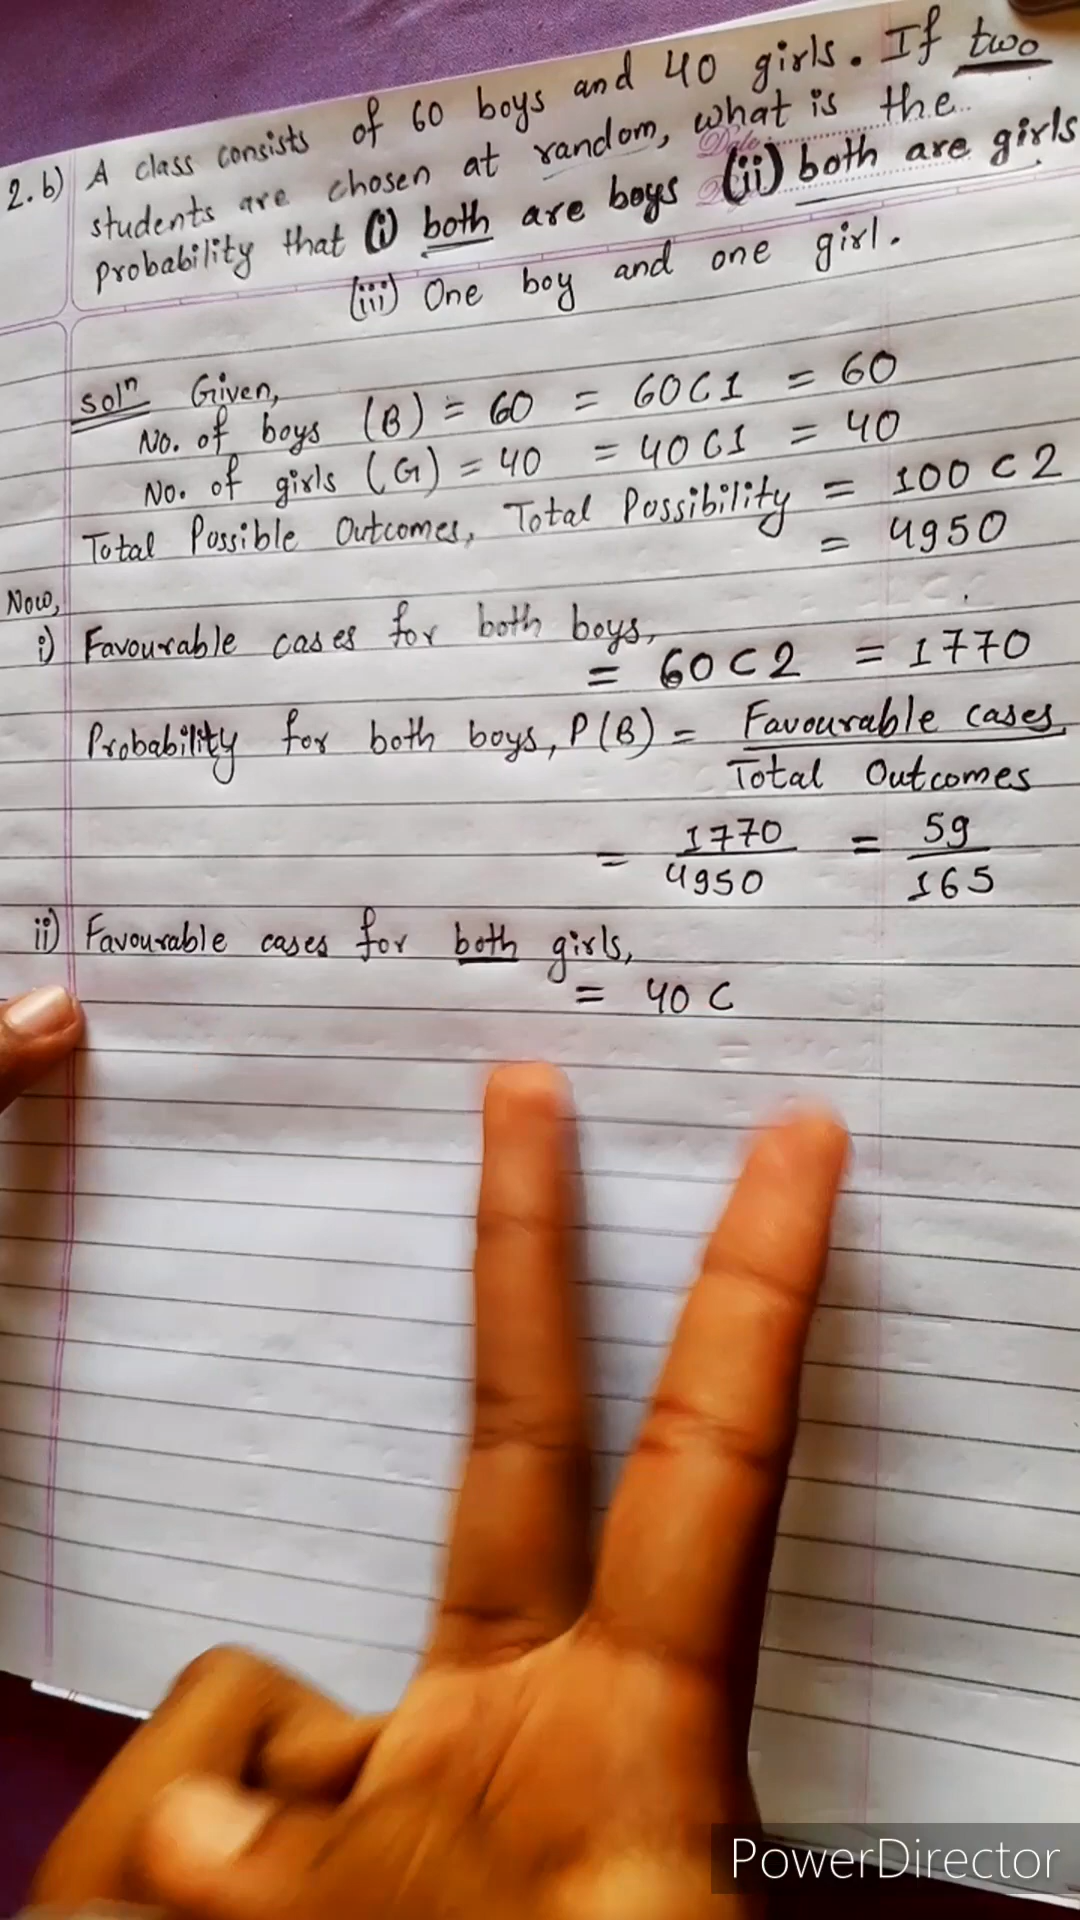 2.b) A class consists of 60 boys and 40 girls. If two
students are chosen at random, what is the
probability that (i) both are boys (ii) both are girls
(iii) One boy and one girl.
Solⁿ Given,
No. of boys (B) = 60 = 60C1 = 60
No. of girls (G) = 40 = 40C1 = 40
Total Possible Outcomes, Total Possibility = 100C2
= 4950
Now,
i) Favourable cases for both boys,
= 60C2 = 1770
Probability for both boys, P(B) = Favourable cases
Total Outcomes
= 1770 / 4950 = 59 / 165
ii) Favourable cases for both girls,
= 40 C
PowerDirector